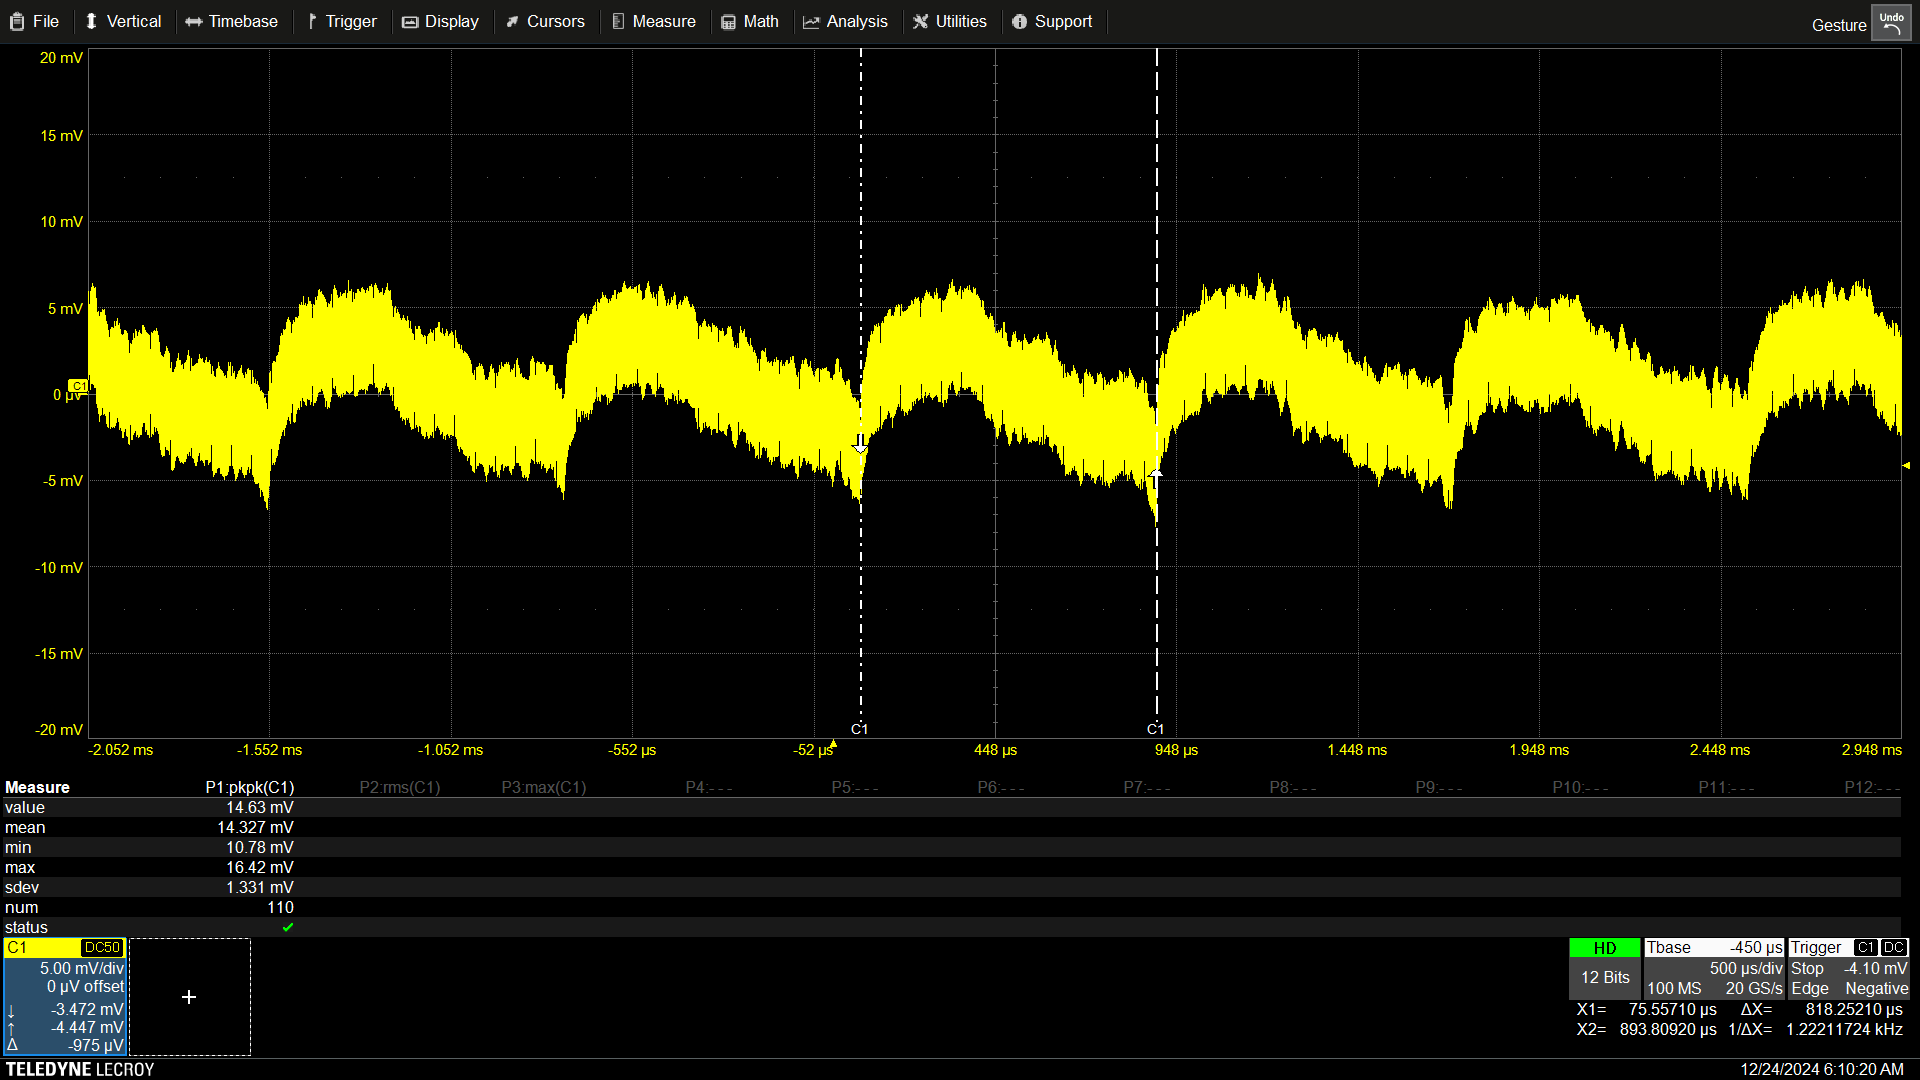 File Vertical Timebase Trigger Display Cursors Measure Math Analysis Utilities Support Gesture Undo
20 mV
15 mV
10 mV
5 mV
C1
0 µV
-5 mV
-10 mV
-15 mV
-20 mV
C1 C1
-2.052 ms -1.552 ms -1.052 ms -552 µs -52 µs 448 µs 948 µs 1.448 ms 1.948 ms 2.448 ms 2.948 ms
Measure P1:pkpk(C1) P2:rms(C1) P3:max(C1) P4:- - - P5:- - - P6:- - - P7:- - - P8:- - - P9:- - - P10:- - - P11:- - - P12:- - -
value 14.63 mV
mean 14.327 mV
min 10.78 mV
max 16.42 mV
sdev 1.331 mV
num 110
status
C1 DC50 HD Tbase -450 µs Trigger C1 DC
5.00 mV/div 12 Bits 500 µs/div Stop -4.10 mV
0 µV offset 100 MS 20 GS/s Edge Negative
↓ -3.472 mV X1= 75.55710 µs ΔX= 818.25210 µs
↑ -4.447 mV X2= 893.80920 µs 1/ΔX= 1.22211724 kHz
Δ -975 µV
+
TELEDYNE LECROY 12/24/2024 6:10:20 AM